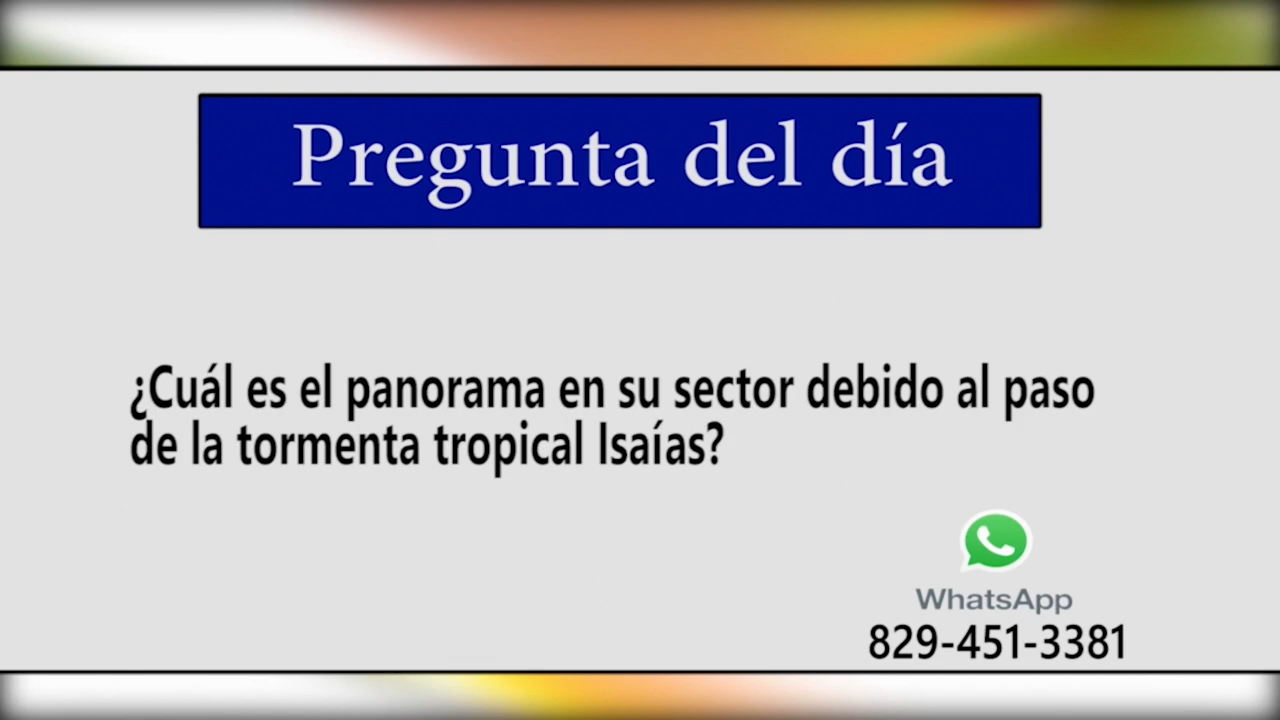 Pregunta del día
¿Cuál es el panorama en su sector debido al paso
de la tormenta tropical Isaías?
WhatsApp
829-451-3381